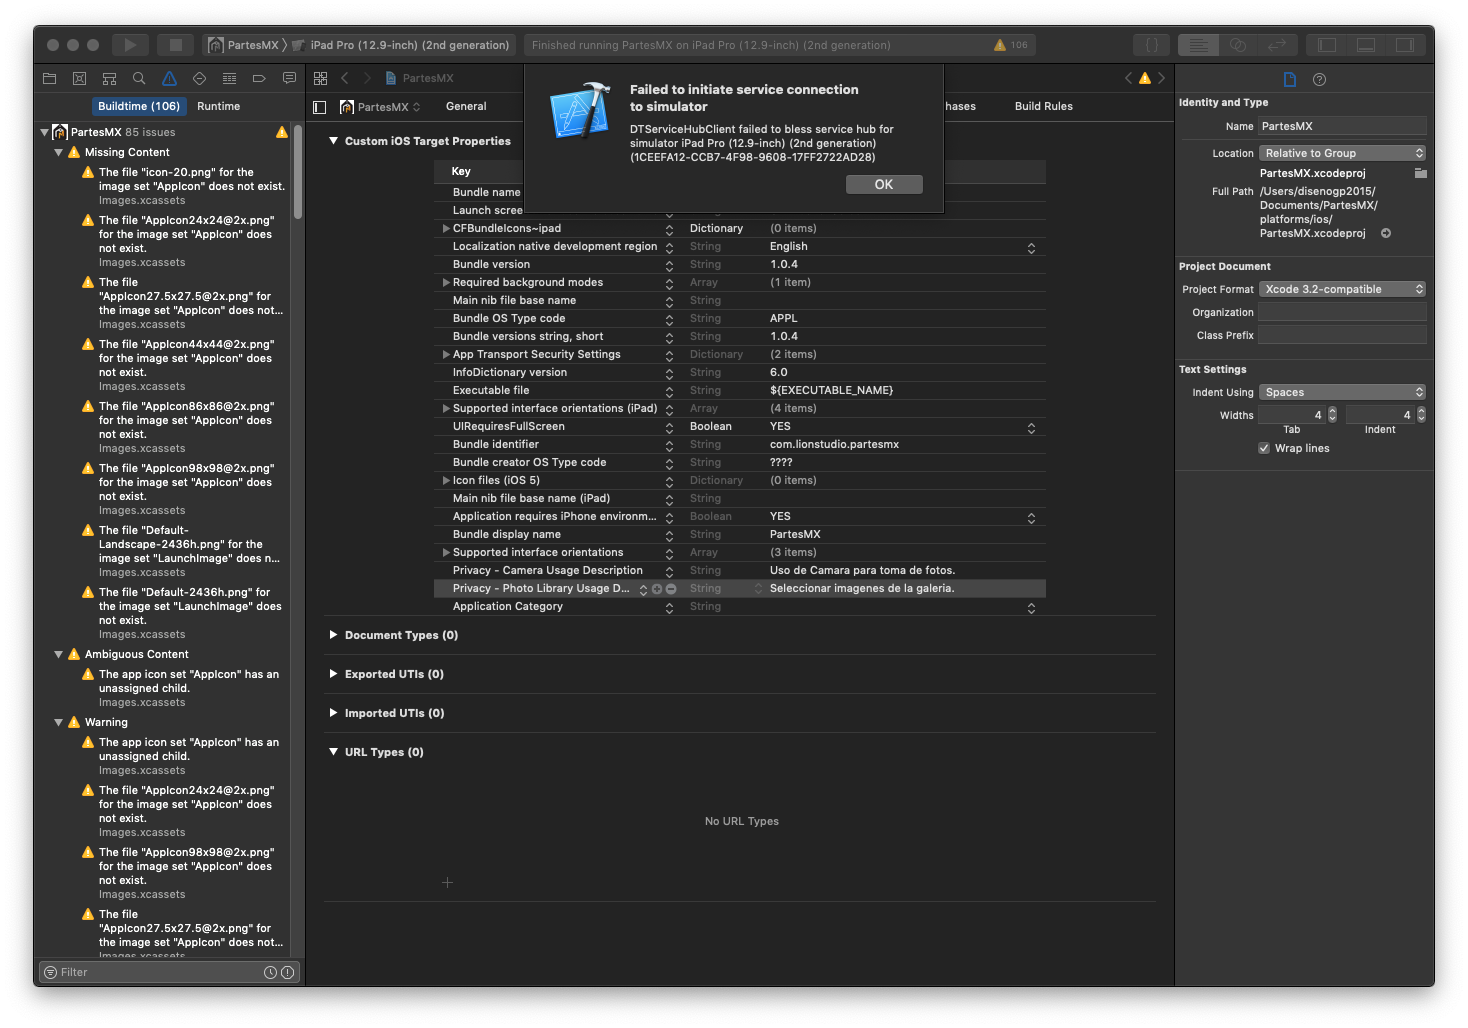 PartesMX
iPad Pro (12.9-inch) (2nd generation)
Finished running PartesMX on iPad Pro (12.9-inch) (2nd generation)
106
PartesMX
Buildtime (106)
Runtime
PartesMX
General
Build Rules
Failed to initiate service connection
to simulator
DTServiceHubClient failed to bless service hub for
simulator iPad Pro (12.9-inch) (2nd generation)
(1CEEFA12-CCB7-4F98-9608-17FF2722AD28)
OK
PartesMX 85 issues
Missing Content
The file "icon-20.png" for the
image set "AppIcon" does not exist.
Images.xcassets
The file "AppIcon24x24@2x.png"
for the image set "AppIcon" does
not exist.
Images.xcassets
The file
"AppIcon27.5x27.5@2x.png" for
the image set "AppIcon" does not...
Images.xcassets
The file "AppIcon44x44@2x.png"
for the image set "AppIcon" does
not exist.
Images.xcassets
The file "AppIcon86x86@2x.png"
for the image set "AppIcon" does
not exist.
Images.xcassets
The file "AppIcon98x98@2x.png"
for the image set "AppIcon" does
not exist.
Images.xcassets
The file "Default-
Landscape-2436h.png" for the
image set "LaunchImage" does n...
Images.xcassets
The file "Default-2436h.png" for
the image set "LaunchImage" does
not exist.
Images.xcassets
Ambiguous Content
The app icon set "AppIcon" has an
unassigned child.
Images.xcassets
Warning
The app icon set "AppIcon" has an
unassigned child.
Images.xcassets
The file "AppIcon24x24@2x.png"
for the image set "AppIcon" does
not exist.
Images.xcassets
The file "AppIcon98x98@2x.png"
for the image set "AppIcon" does
not exist.
Images.xcassets
The file
"AppIcon27.5x27.5@2x.png" for
the image set "AppIcon" does not...
Images.xcassets
Filter
Custom iOS Target Properties
Key
Bundle name
CFBundleIcons~ipad Dictionary (0 items)
Localization native development region String English
Bundle version String 1.0.4
Required background modes Array (1 item)
Main nib file base name String
Bundle OS Type code String APPL
Bundle versions string, short String 1.0.4
App Transport Security Settings Dictionary (2 items)
InfoDictionary version String 6.0
Executable file String ${EXECUTABLE_NAME}
Supported interface orientations (iPad) Array (4 items)
UIRequiresFullScreen Boolean YES
Bundle identifier String com.lionstudio.partesmx
Bundle creator OS Type code String ????
Icon files (iOS 5) Dictionary (0 items)
Main nib file base name (iPad) String
Application requires iPhone environm... Boolean YES
Bundle display name String PartesMX
Supported interface orientations Array (3 items)
Privacy - Camera Usage Description String Uso de Camara para toma de fotos.
Privacy - Photo Library Usage D... String Seleccionar imagenes de la galeria.
Application Category String
Document Types (0)
Exported UTIs (0)
Imported UTIs (0)
URL Types (0)
No URL Types
Identity and Type
Name PartesMX
Location Relative to Group
PartesMX.xcodeproj
Full Path /Users/disenogp2015/
Documents/PartesMX/
platforms/ios/
PartesMX.xcodeproj
Project Document
Project Format Xcode 3.2-compatible
Organization
Class Prefix
Text Settings
Indent Using Spaces
Widths 4 4
Tab Indent
Wrap lines